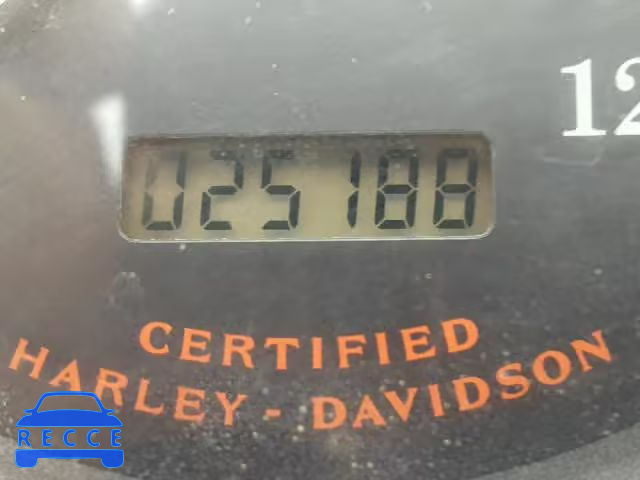 12
025188
CERTIFIED
HARLEY - DAVIDSON
RECCE